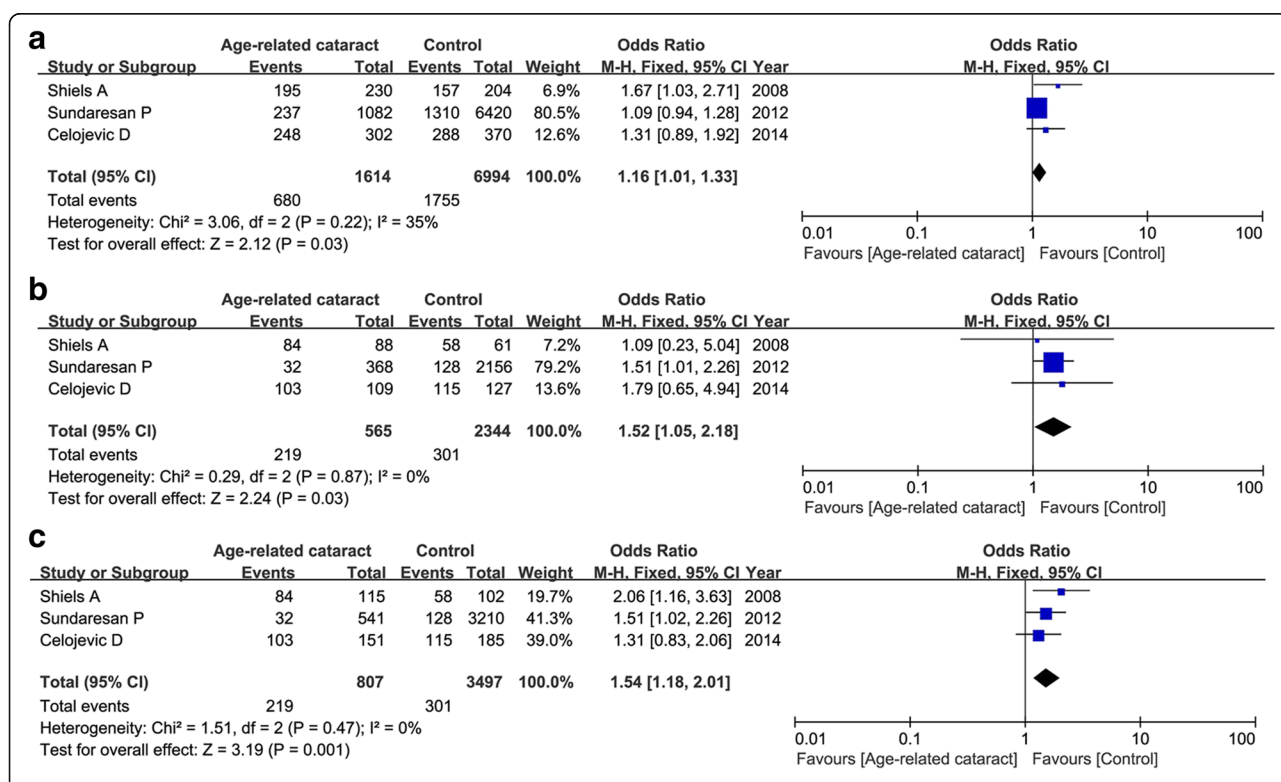 a
Age-related cataract Control Odds Ratio Odds Ratio
Study or Subgroup Events Total Events Total Weight M-H, Fixed, 95% CI Year M-H, Fixed, 95% CI
Shiels A 195 230 157 204 6.9% 1.67 [1.03, 2.71] 2008
Sundaresan P 237 1082 1310 6420 80.5% 1.09 [0.94, 1.28] 2012
Celojevic D 248 302 288 370 12.6% 1.31 [0.89, 1.92] 2014
Total (95% CI) 1614 6994 100.0% 1.16 [1.01, 1.33]
Total events 680 1755
Heterogeneity: Chi² = 3.06, df = 2 (P = 0.22); I² = 35%
Test for overall effect: Z = 2.12 (P = 0.03)
0.01 0.1 1 10 100
Favours [Age-related cataract] Favours [Control]
b
Age-related cataract Control Odds Ratio Odds Ratio
Study or Subgroup Events Total Events Total Weight M-H, Fixed, 95% CI Year M-H, Fixed, 95% CI
Shiels A 84 88 58 61 7.2% 1.09 [0.23, 5.04] 2008
Sundaresan P 32 368 128 2156 79.2% 1.51 [1.01, 2.26] 2012
Celojevic D 103 109 115 127 13.6% 1.79 [0.65, 4.94] 2014
Total (95% CI) 565 2344 100.0% 1.52 [1.05, 2.18]
Total events 219 301
Heterogeneity: Chi² = 0.29, df = 2 (P = 0.87); I² = 0%
Test for overall effect: Z = 2.24 (P = 0.03)
0.01 0.1 1 10 100
Favours [Age-related cataract] Favours [Control]
c
Age-related cataract Control Odds Ratio Odds Ratio
Study or Subgroup Events Total Events Total Weight M-H, Fixed, 95% CI Year M-H, Fixed, 95% CI
Shiels A 84 115 58 102 19.7% 2.06 [1.16, 3.63] 2008
Sundaresan P 32 541 128 3210 41.3% 1.51 [1.02, 2.26] 2012
Celojevic D 103 151 115 185 39.0% 1.31 [0.83, 2.06] 2014
Total (95% CI) 807 3497 100.0% 1.54 [1.18, 2.01]
Total events 219 301
Heterogeneity: Chi² = 1.51, df = 2 (P = 0.47); I² = 0%
Test for overall effect: Z = 3.19 (P = 0.001)
0.01 0.1 1 10 100
Favours [Age-related cataract] Favours [Control]